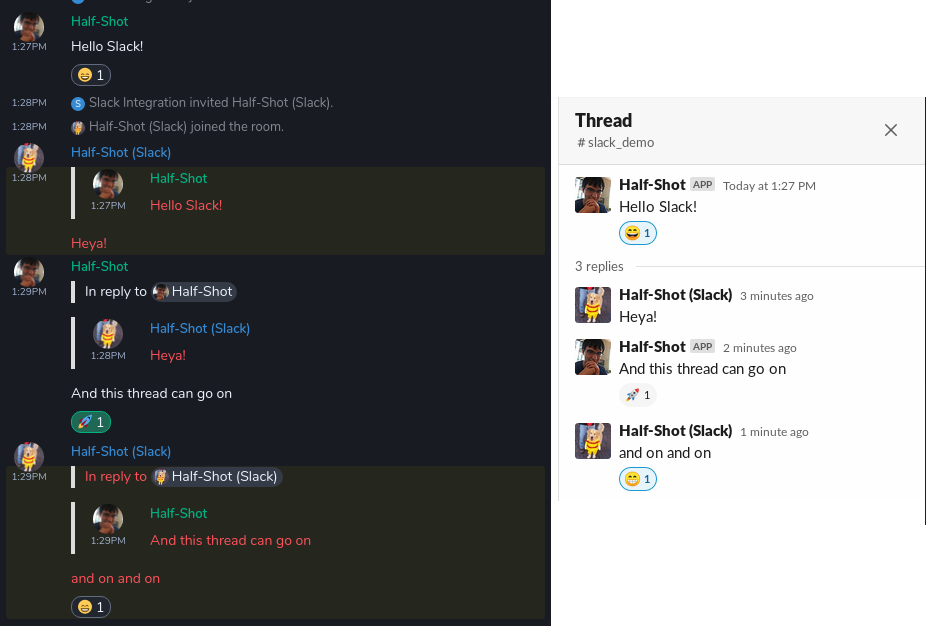 Half-Shot
1:27PM
Hello Slack!
1
1:28PM S Slack Integration invited Half-Shot (Slack).
1:28PM Half-Shot (Slack) joined the room.
Half-Shot (Slack)
1:28PM
Half-Shot
1:27PM Hello Slack!
Heya!
Half-Shot
1:29PM
In reply to Half-Shot
Half-Shot (Slack)
1:28PM Heya!
And this thread can go on
1
Half-Shot (Slack)
1:29PM
In reply to Half-Shot (Slack)
Half-Shot
1:29PM And this thread can go on
and on and on
1
Thread
# slack_demo
Half-Shot APP Today at 1:27 PM
Hello Slack!
1
3 replies
Half-Shot (Slack) 3 minutes ago
Heya!
Half-Shot APP 2 minutes ago
And this thread can go on
1
Half-Shot (Slack) 1 minute ago
and on and on
1